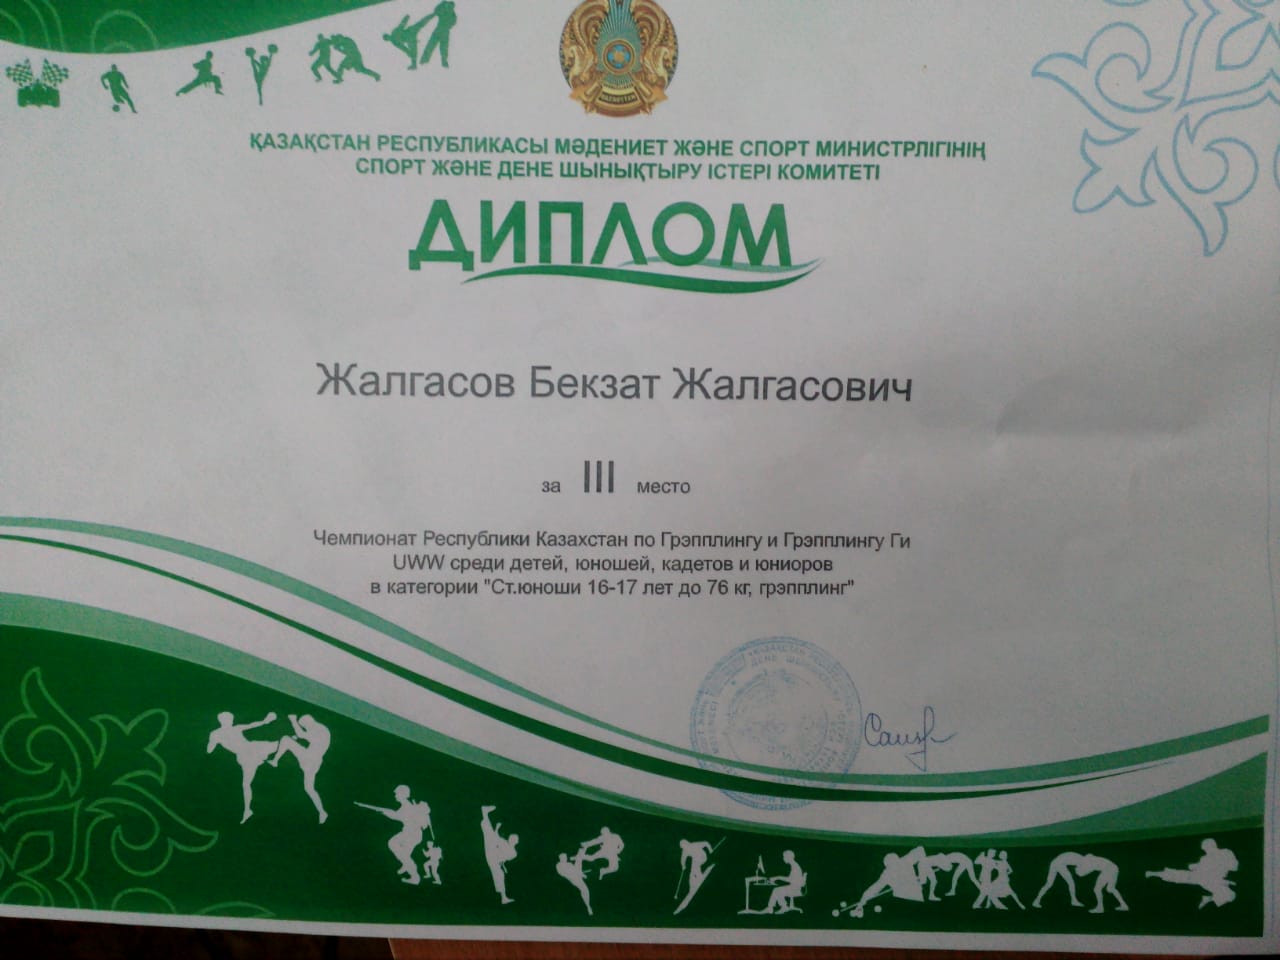 ҚАЗАҚСТАН РЕСПУБЛИКАСЫ МӘДЕНИЕТ ЖӘНЕ СПОРТ МИНИСТРЛІГІНІҢ
СПОРТ ЖӘНЕ ДЕНЕ ШЫНЫҚТЫРУ ІСТЕРІ КОМИТЕТІ
ДИПЛОМ
Жалгасов Бекзат Жалгасович
за III место
Чемпионат Республики Казахстан по Грэпплингу и Грэпплингу Ги
UWW среди детей, юношей, кадетов и юниоров
в категории "Ст.юноши 16-17 лет до 76 кг, грэпплинг"